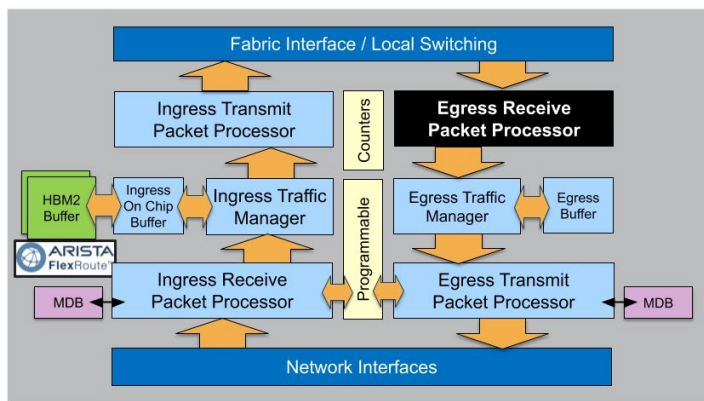 Fabric Interface / Local Switching
Ingress Transmit
Packet Processor
Counters
Egress Receive
Packet Processor
HBM2
Buffer
Ingress
On Chip
Buffer
Ingress Traffic
Manager
Programmable
Egress Traffic
Manager
Egress
Buffer
ARISTA
FlexRoute™
MDB
Ingress Receive
Packet Processor
Egress Transmit
Packet Processor
MDB
Network Interfaces